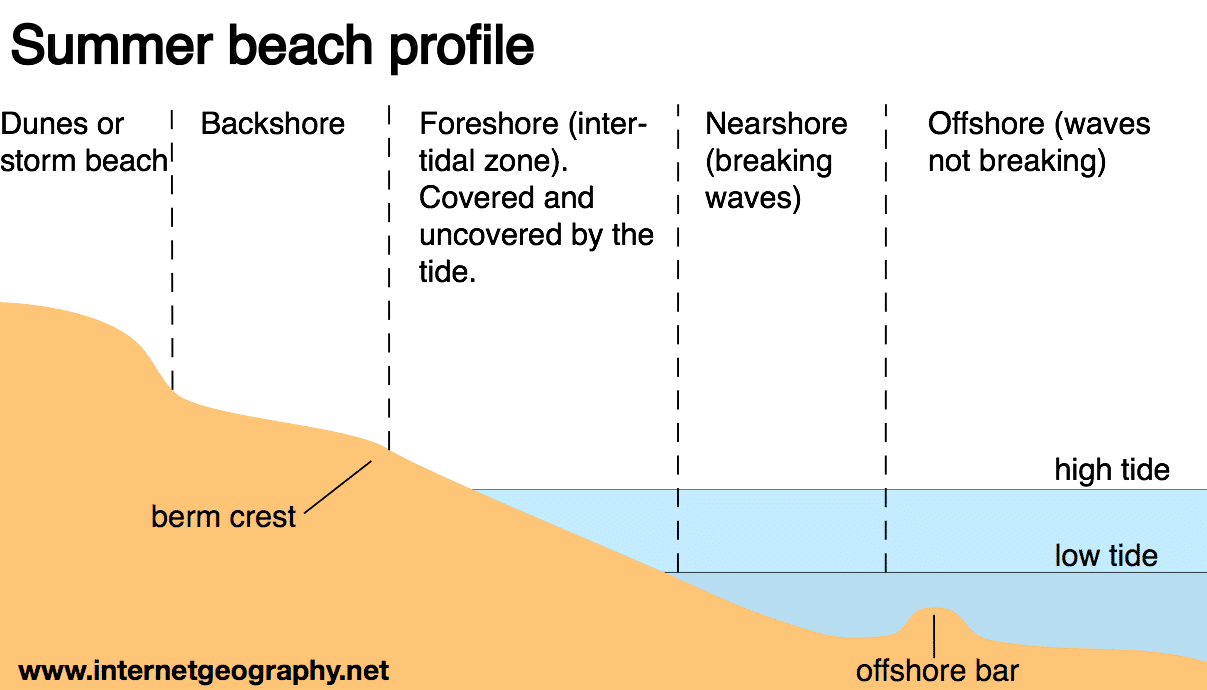 Summer beach profile
Dunes or
storm beach
Backshore
Foreshore (inter-
tidal zone).
Covered and
uncovered by the
tide.
Nearshore
(breaking
waves)
Offshore (waves
not breaking)
high tide
berm crest
low tide
offshore bar
www.internetgeography.net